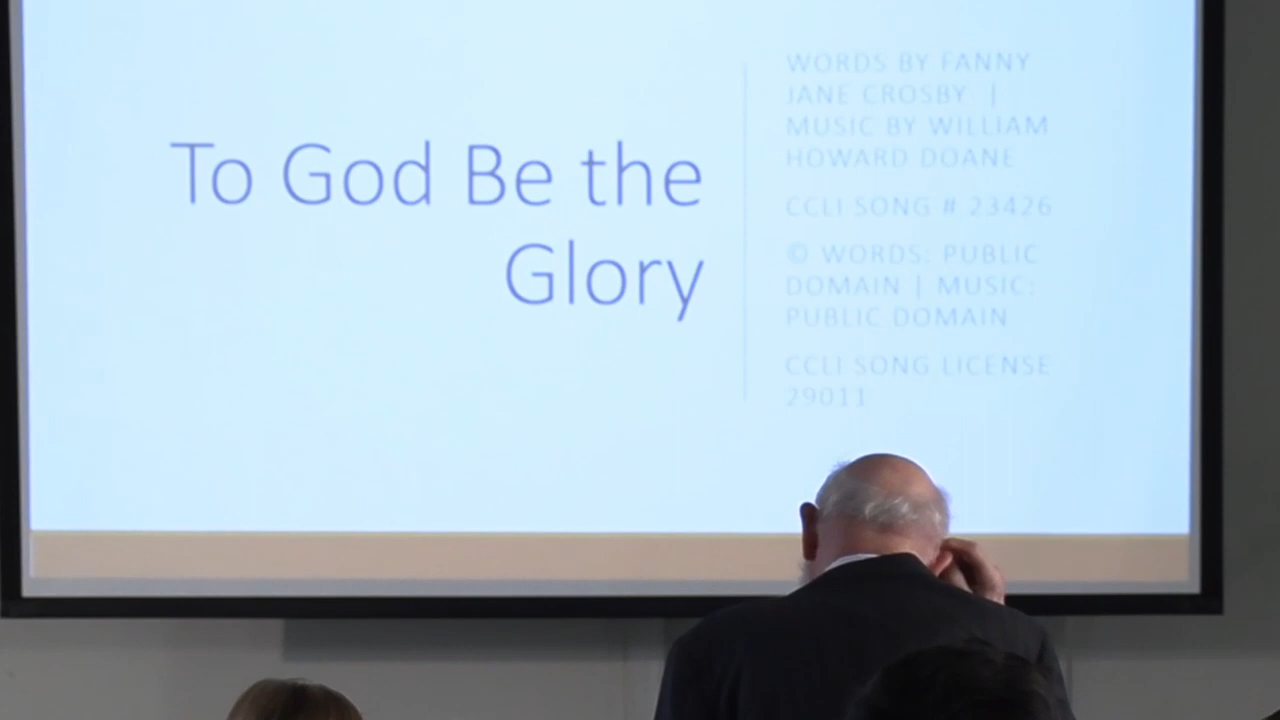 To God Be the
Glory
WORDS BY FANNY
JANE CROSBY |
MUSIC BY WILLIAM
HOWARD DOANE
CCLI SONG # 23426
© WORDS: PUBLIC
DOMAIN | MUSIC:
PUBLIC DOMAIN
CCLI SONG LICENSE
29011